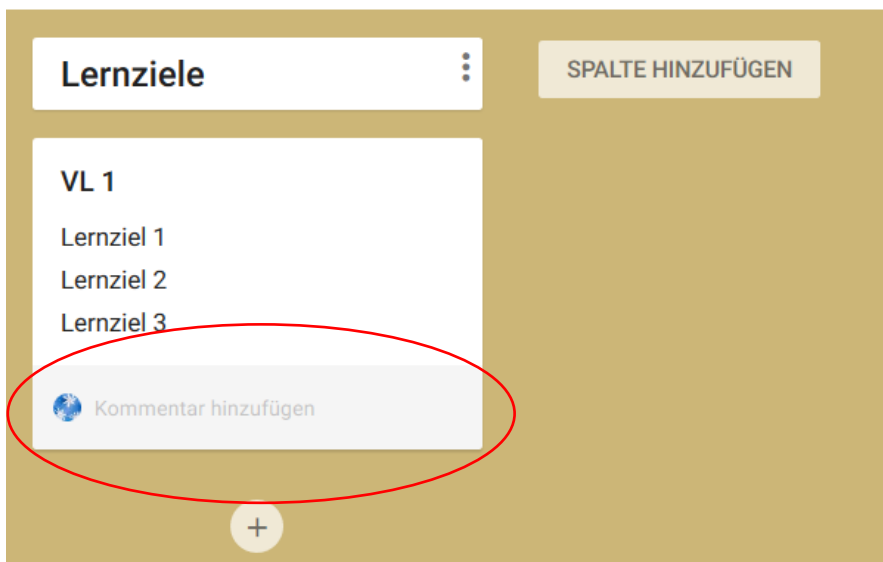 Lernziele
SPALTE HINZUFÜGEN
VL 1
Lernziel 1
Lernziel 2
Lernziel 3
Kommentar hinzufügen
+